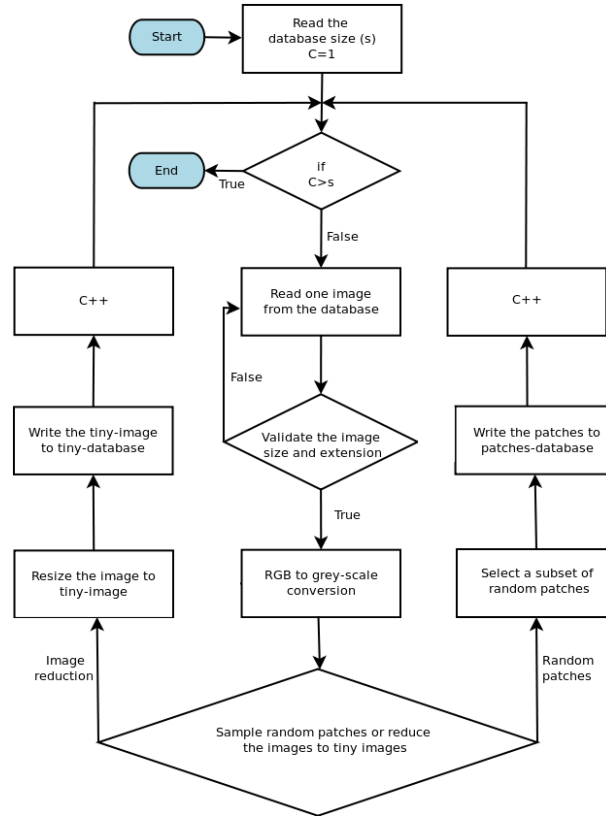 Start
Read the
database size (s)
C=1
End
True
if
C>s
False
C++
Read one image
from the database
C++
False
Write the tiny-image
to tiny-database
Validate the image
size and extension
Write the patches to
patches-database
True
Resize the image to
tiny-image
RGB to grey-scale
conversion
Select a subset of
random patches
Image
reduction
Random
patches
Sample random patches or reduce
the images to tiny images